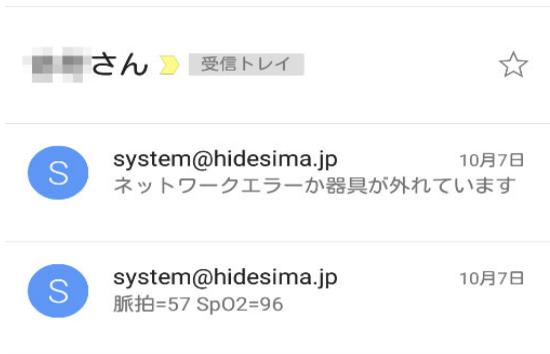 さん 受信トレイ
S system@hidesima.jp 10月7日
ネットワークエラーか器具が外れています
S system@hidesima.jp 10月7日
脈拍=57 SpO2=96